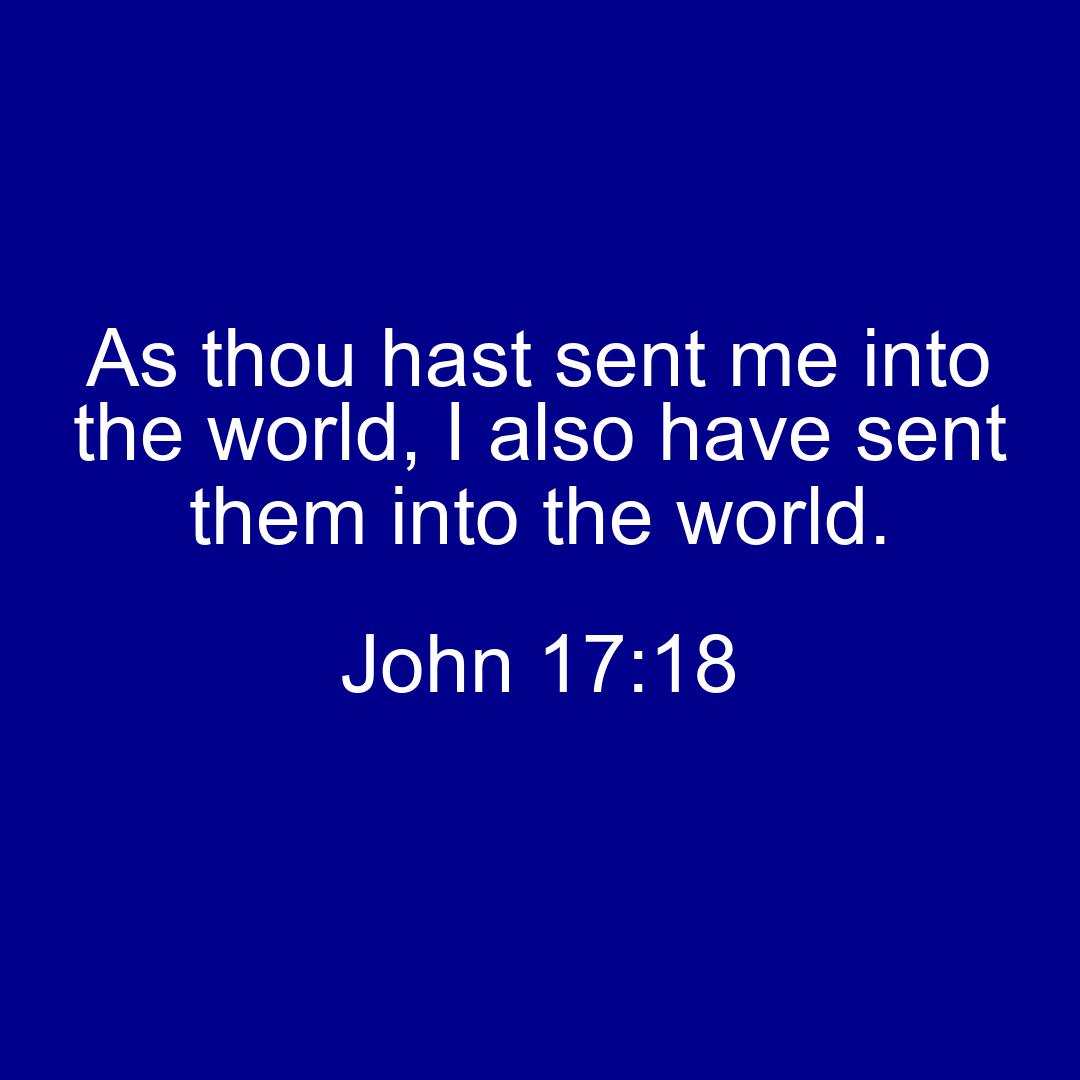 As thou hast sent me into
the world, I also have sent
them into the world.
John 17:18